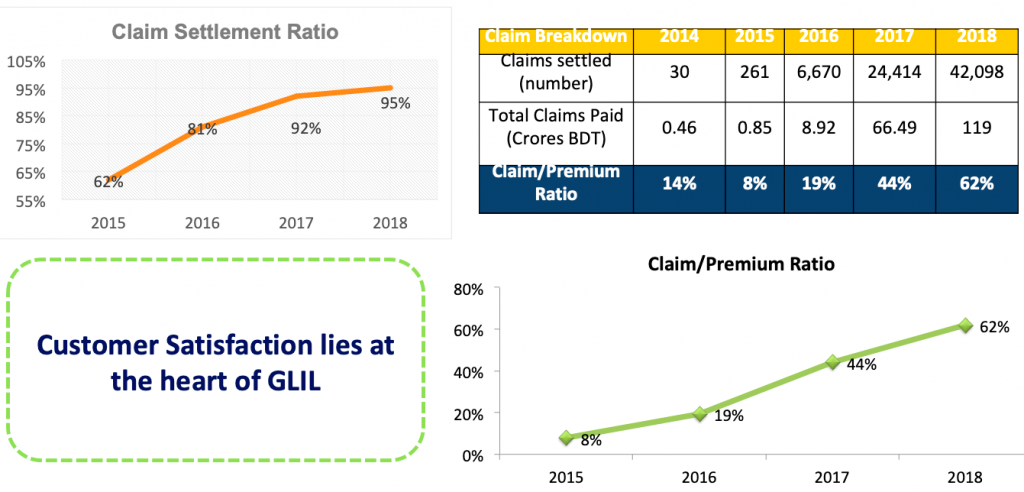 Claim Settlement Ratio
105%
95%
85%
75%
65%
55%
62%
81%
92%
95%
2015 2016 2017 2018
Claim Breakdown 2014 2015 2016 2017 2018
Claims settled
(number) 30 261 6,670 24,414 42,098
Total Claims Paid
(Crores BDT) 0.46 0.85 8.92 66.49 119
Claim/Premium
Ratio 14% 8% 19% 44% 62%
Customer Satisfaction lies at
the heart of GLIL
Claim/Premium Ratio
80%
60%
40%
20%
0%
8%
19%
44%
62%
2015 2016 2017 2018